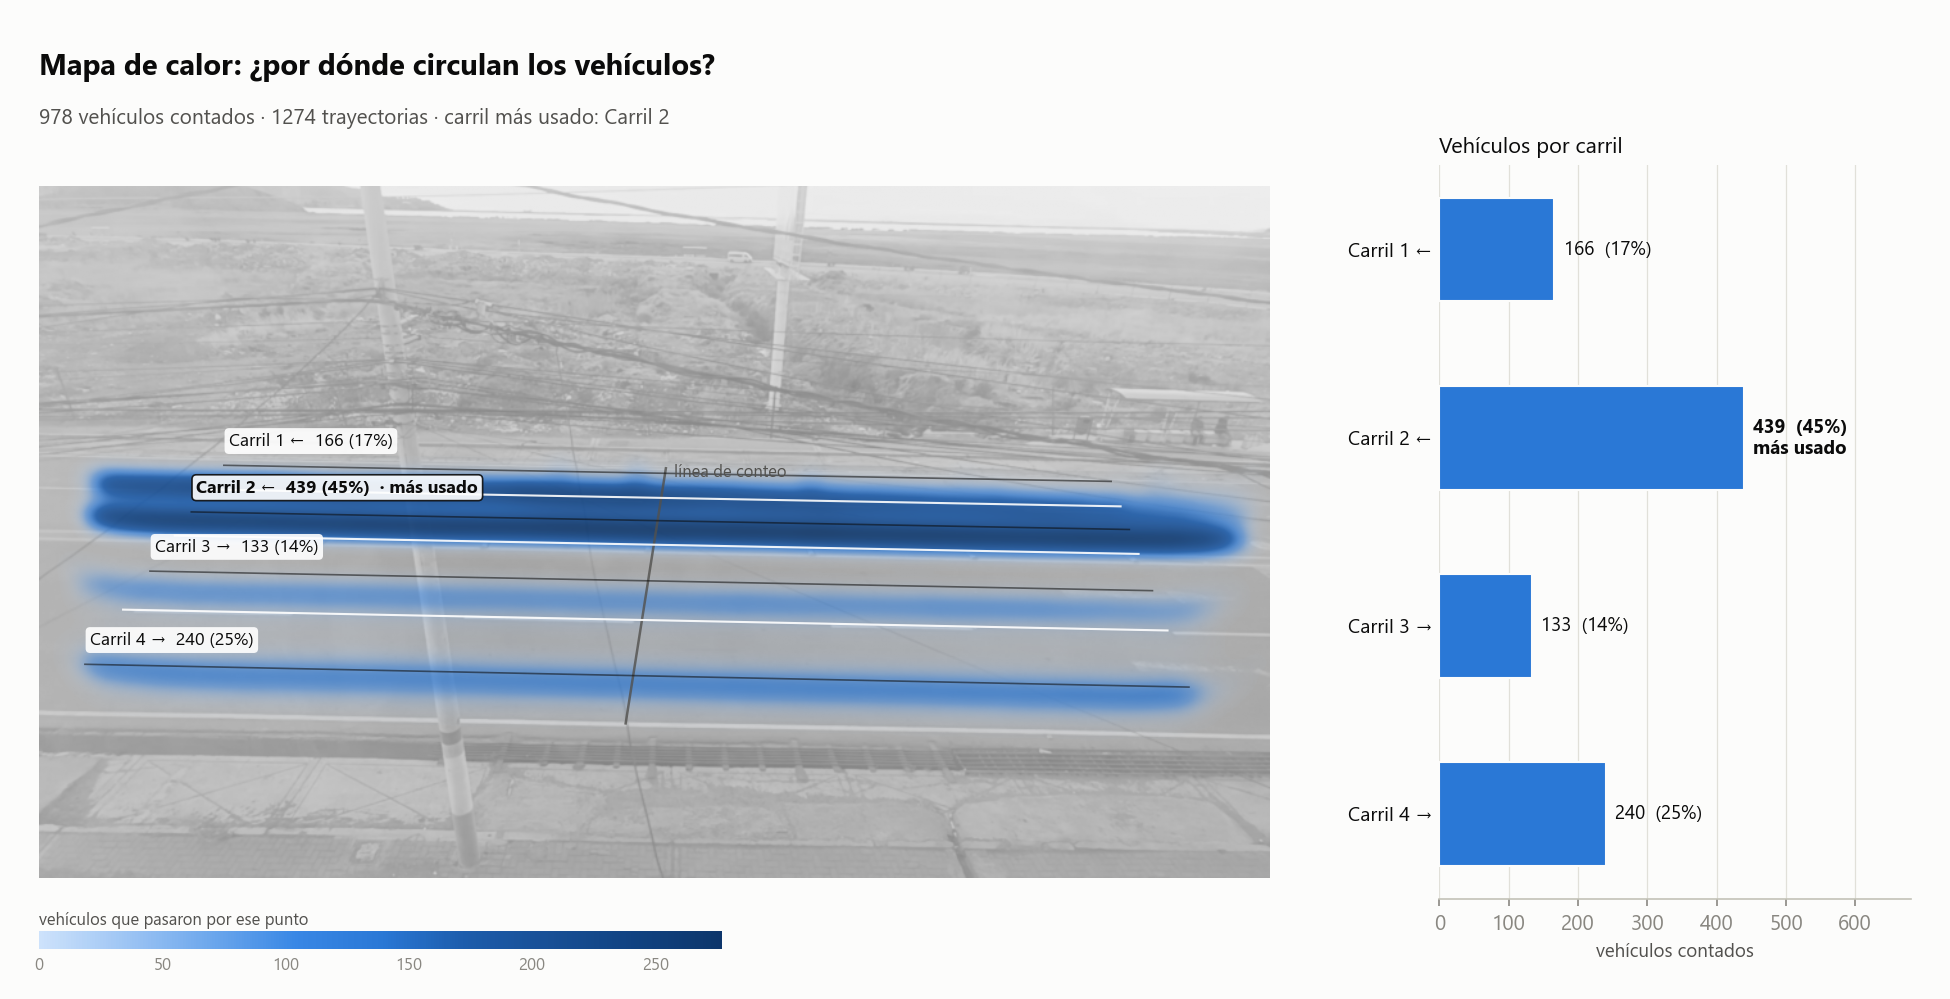 Mapa de calor: ¿por dónde circulan los vehículos?
978 vehículos contados · 1274 trayectorias · carril más usado: Carril 2
Carril 1 ← 166 (17%)
línea de conteo
Carril 2 ← 439 (45%) · más usado
Carril 3 → 133 (14%)
Carril 4 → 240 (25%)
vehículos que pasaron por ese punto
0 50 100 150 200 250
Vehículos por carril
Carril 1 ← 166 (17%)
Carril 2 ← 439 (45%)
más usado
Carril 3 → 133 (14%)
Carril 4 → 240 (25%)
0 100 200 300 400 500 600
vehículos contados